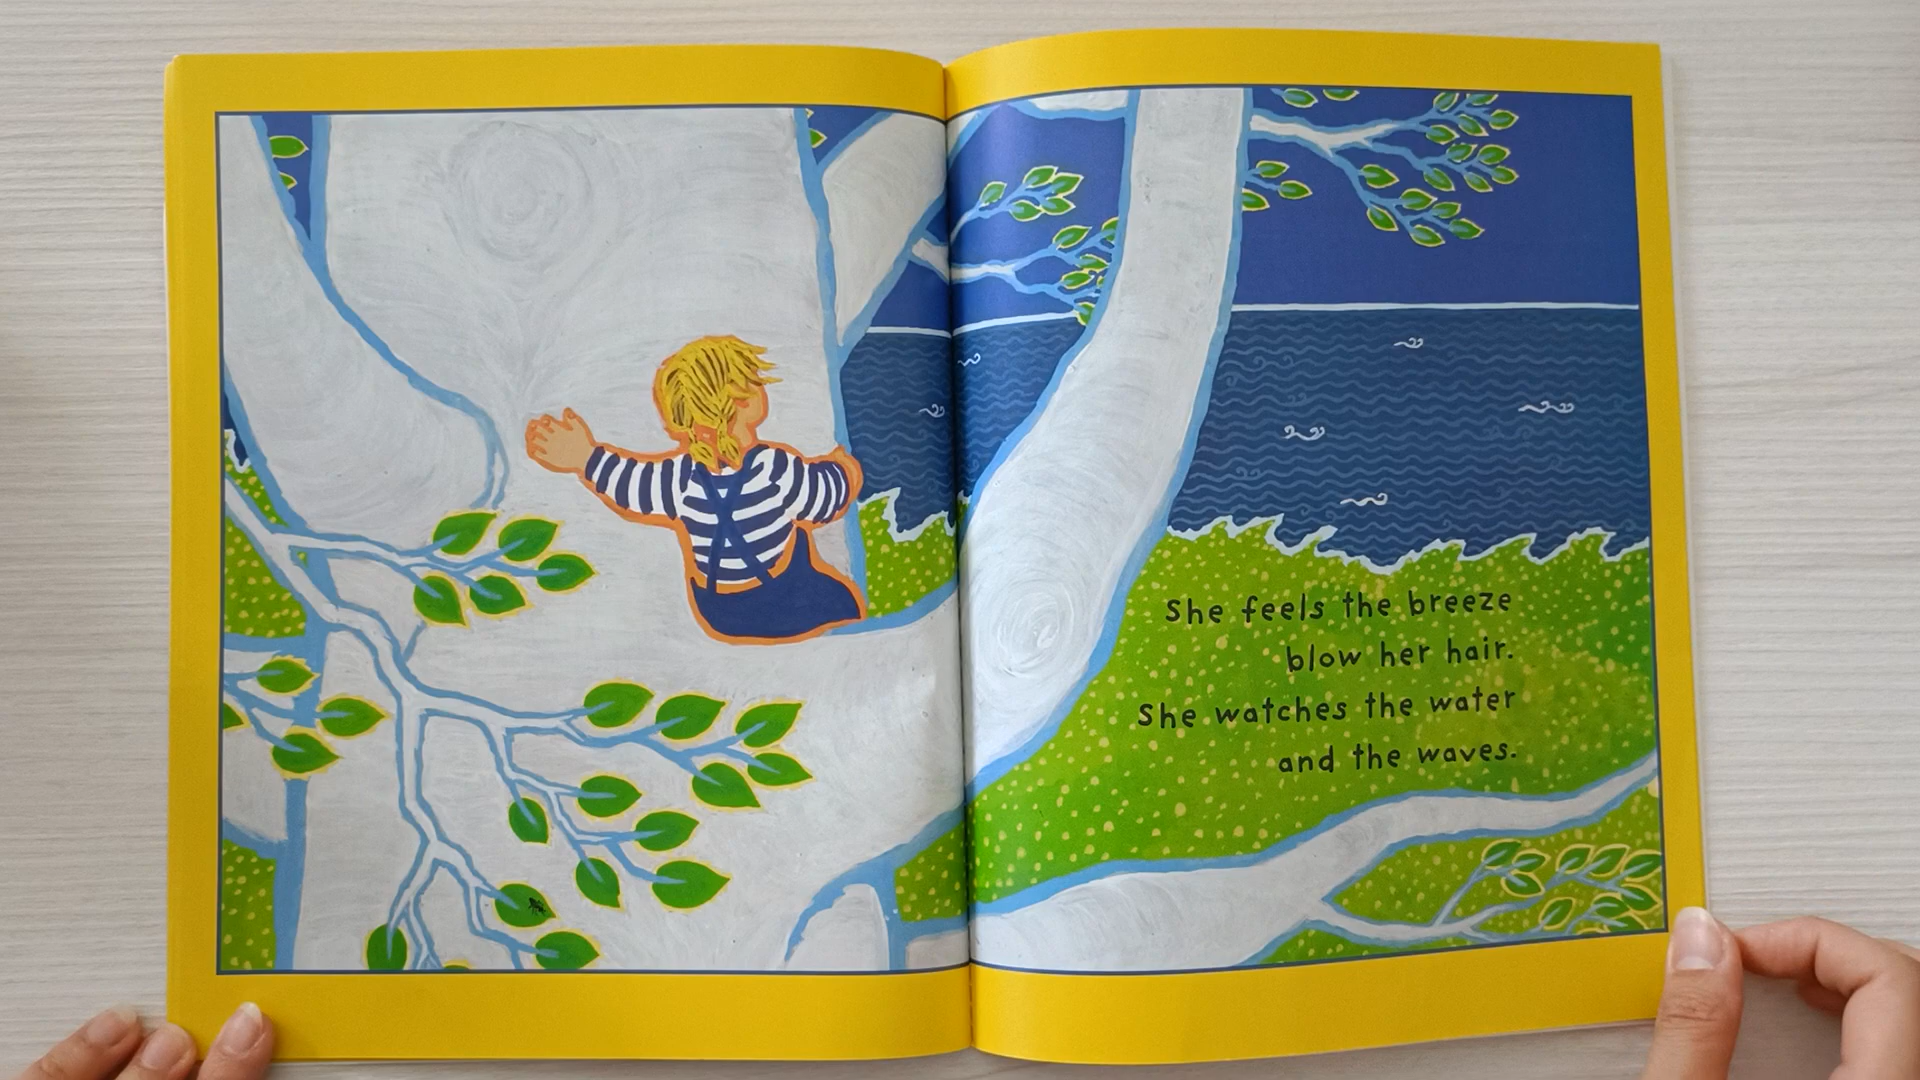 She feels the breeze
blow her hair.
She watches the water
and the waves.